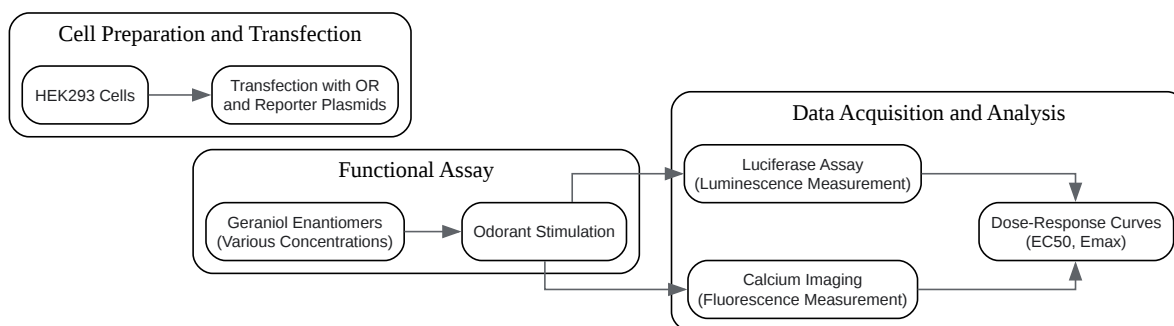 Cell Preparation and Transfection
HEK293 Cells
Transfection with OR
and Reporter Plasmids
Functional Assay
Geraniol Enantiomers
(Various Concentrations)
Odorant Stimulation
Data Acquisition and Analysis
Luciferase Assay
(Luminescence Measurement)
Calcium Imaging
(Fluorescence Measurement)
Dose-Response Curves
(EC50, Emax)